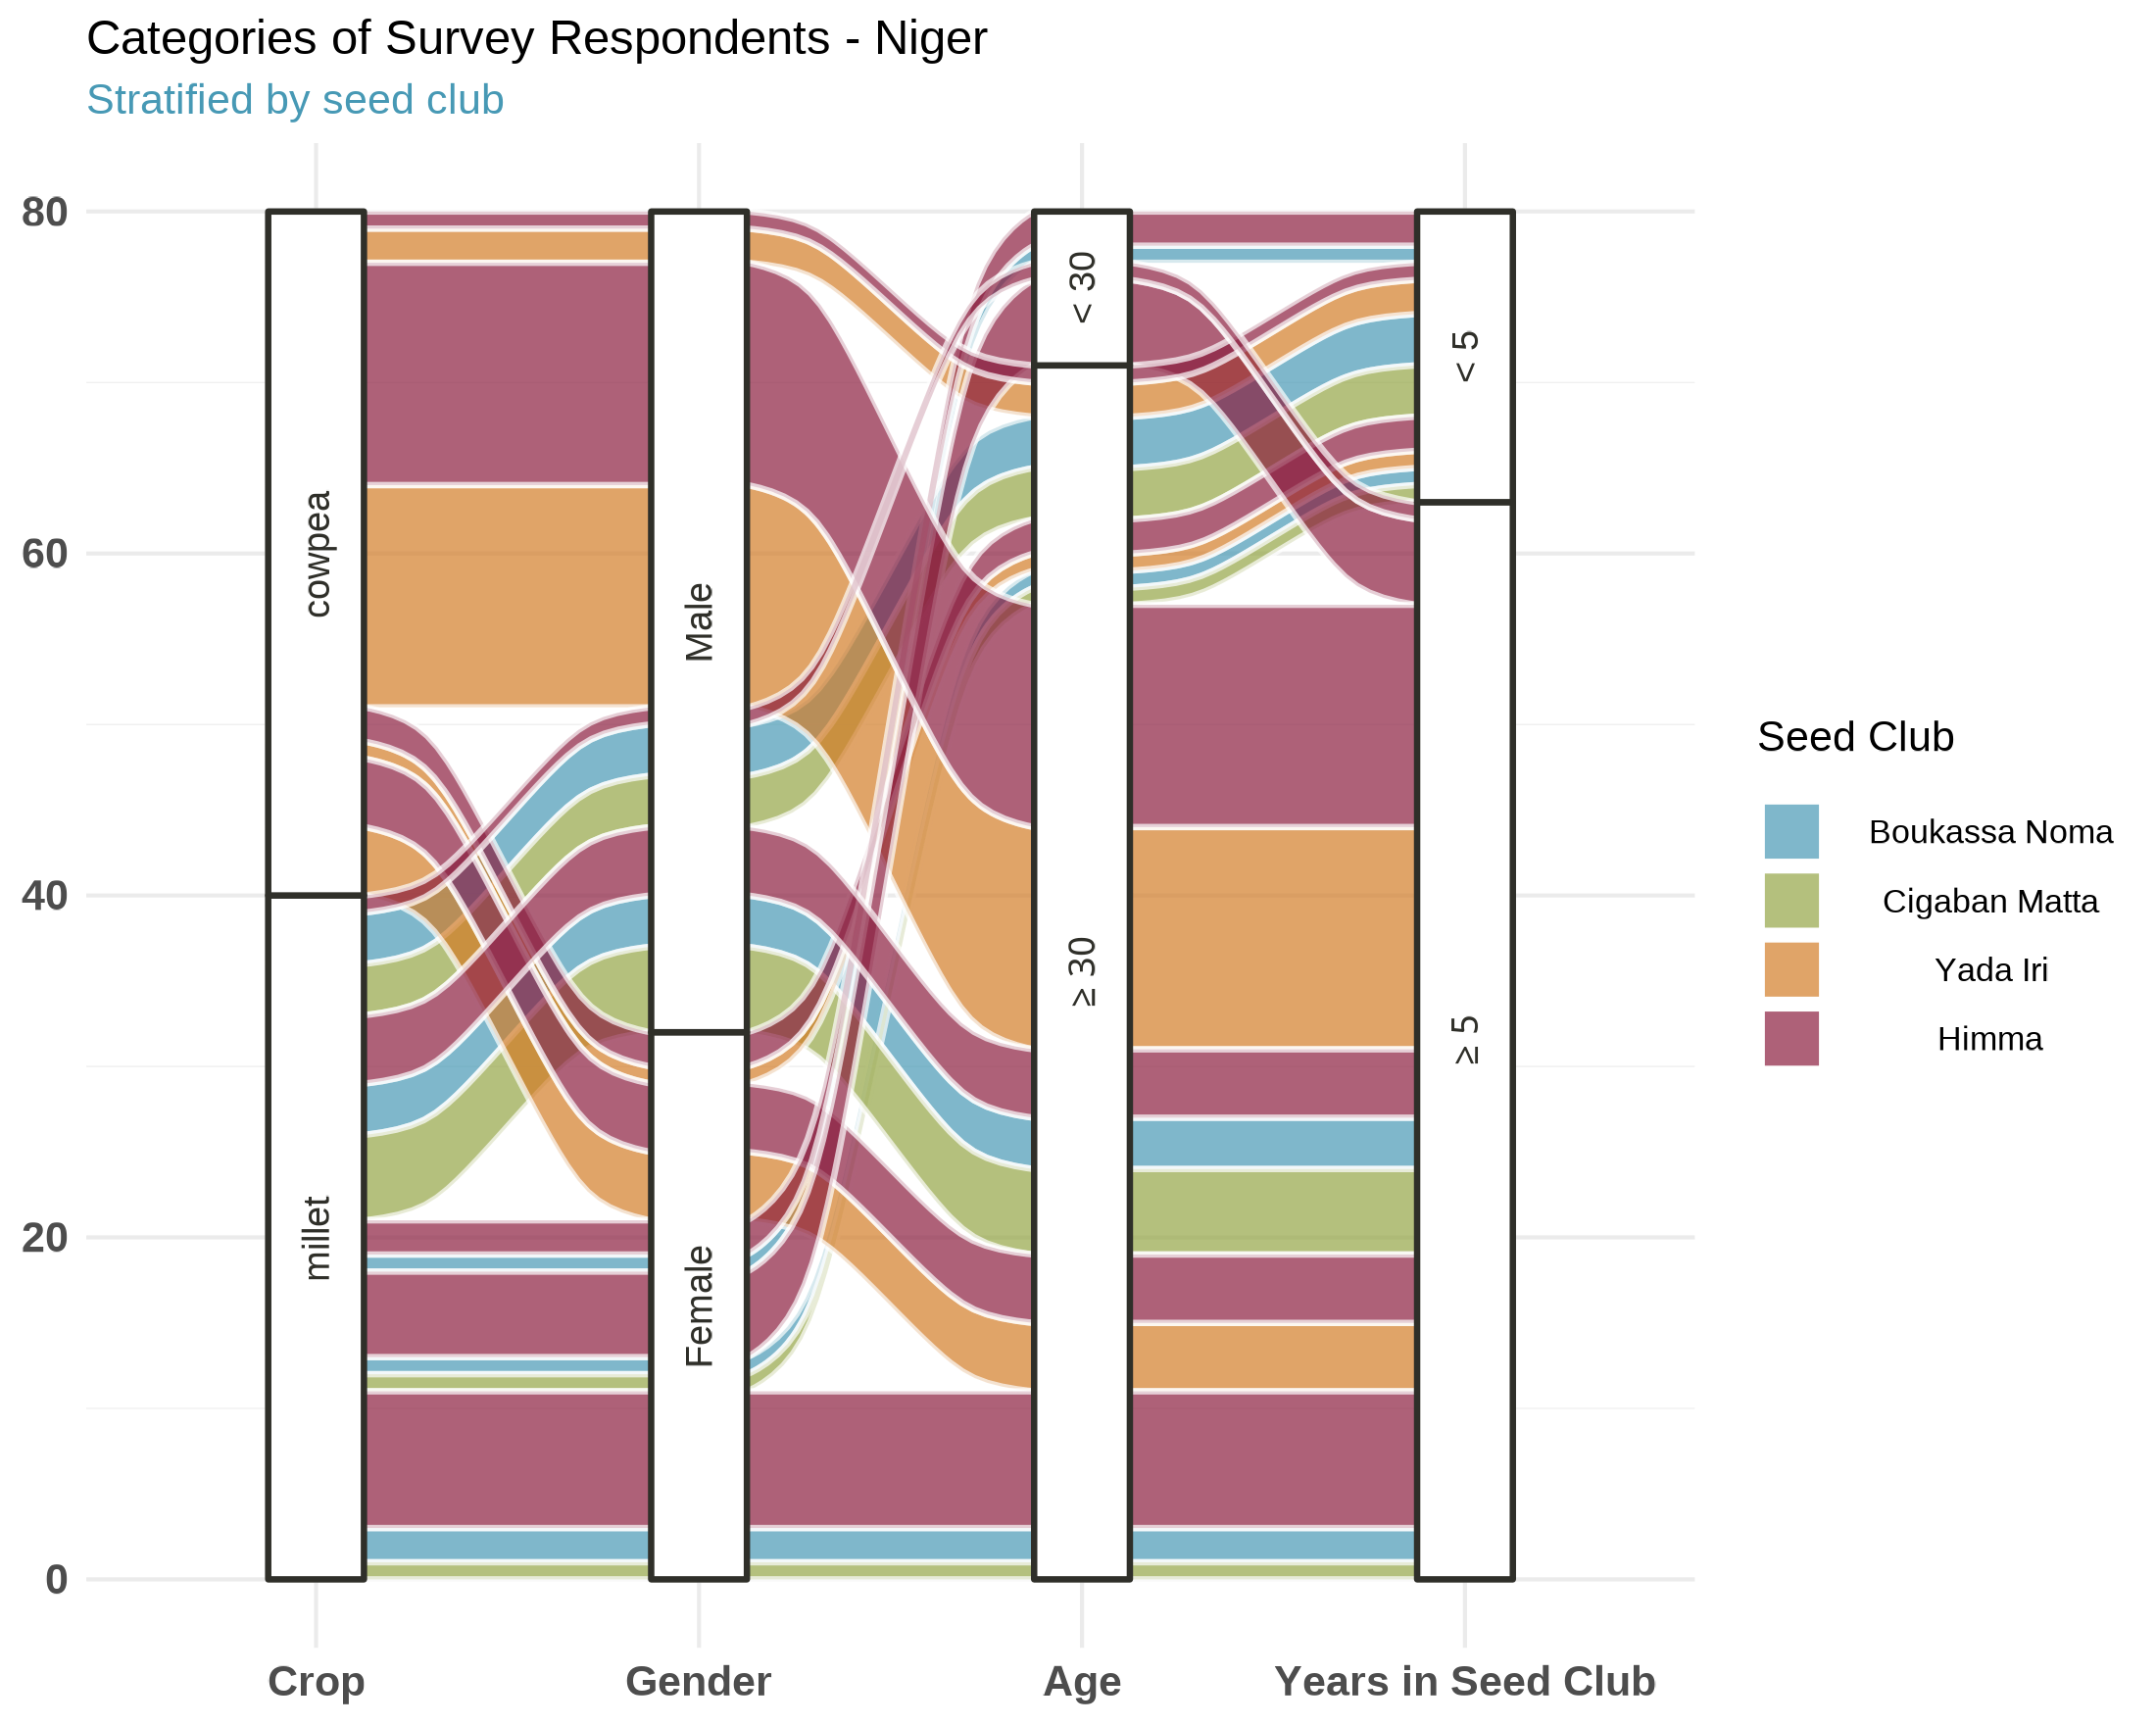 Categories of Survey Respondents - Niger
Stratified by seed club
80
60
40
20
0
cowpea
millet
Male
Female
< 30
≥ 30
< 5
≥ 5
Crop
Gender
Age
Years in Seed Club
Seed Club
Boukassa Noma
Cigaban Matta
Yada Iri
Himma